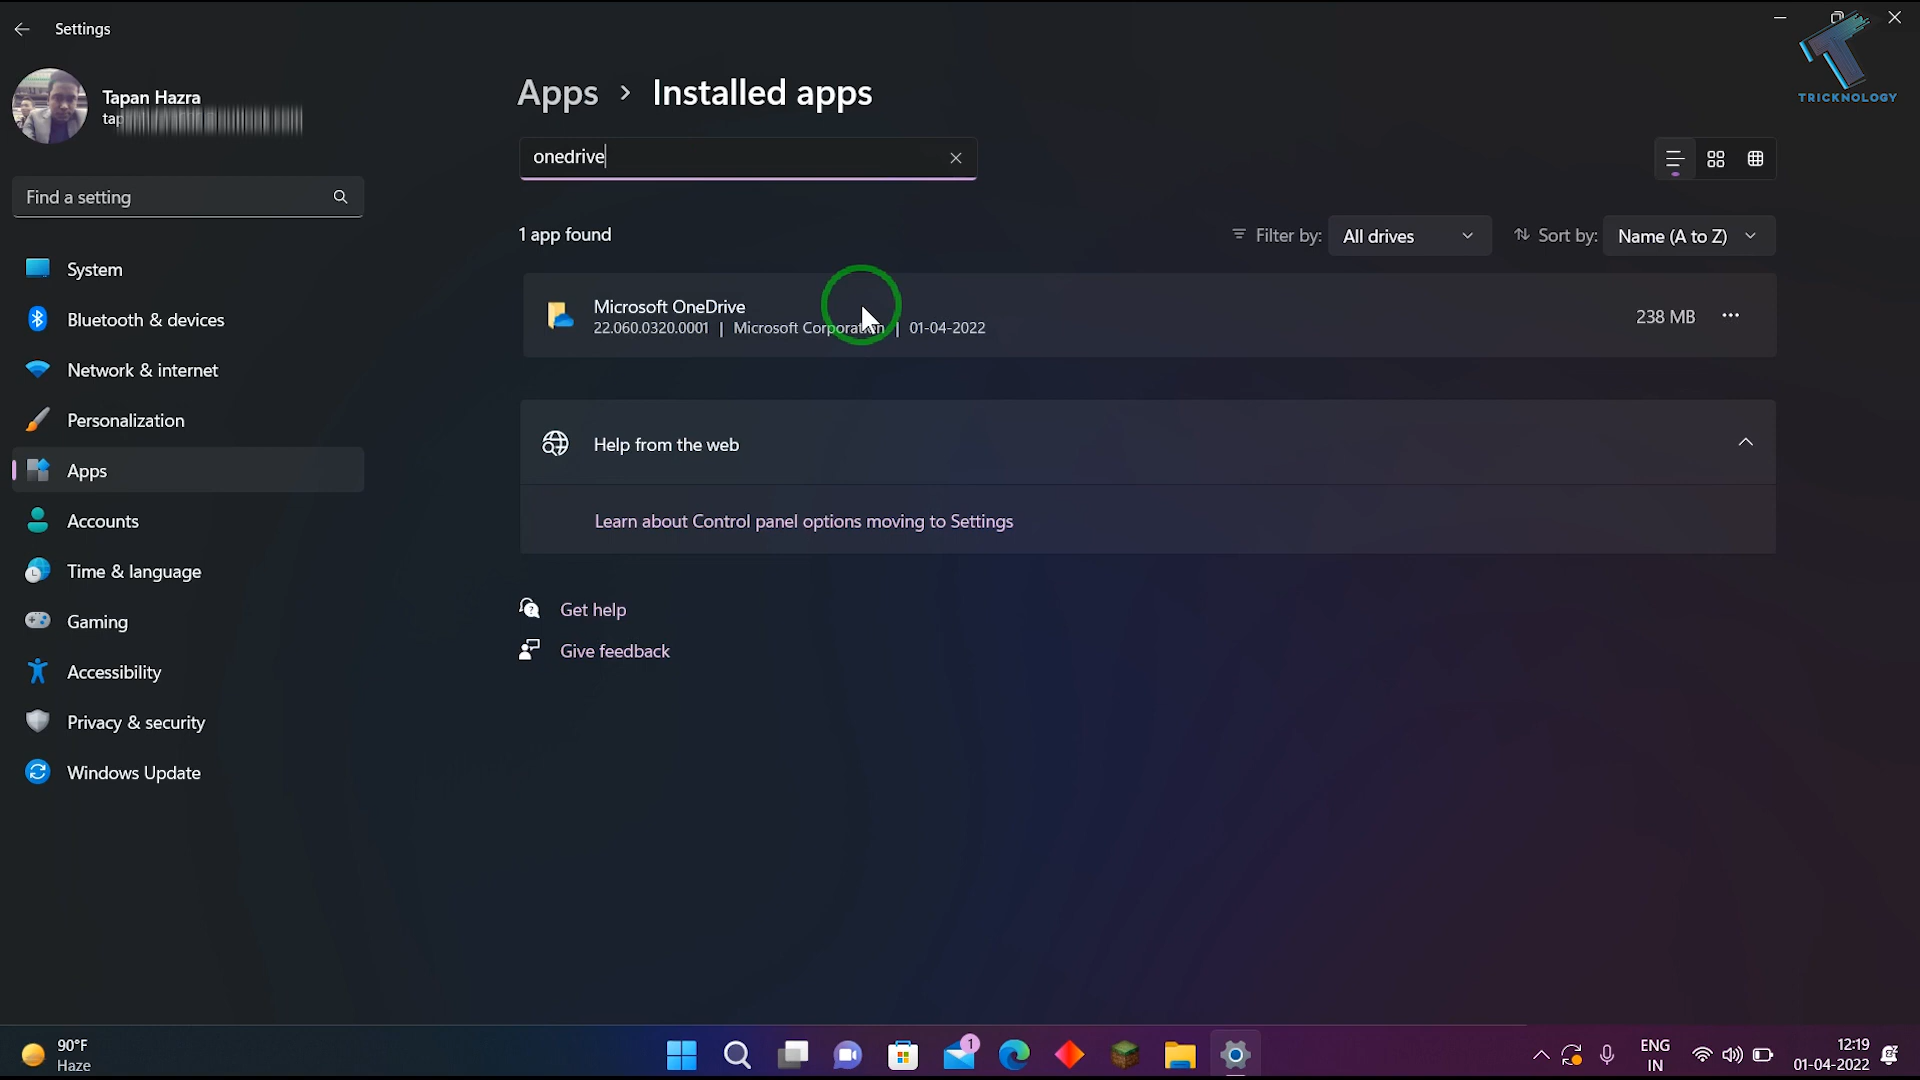 Settings
TRICKNOLOGY
Tapan Hazra
tap
Find a setting
System
Bluetooth & devices
Network & internet
Personalization
Apps
Accounts
Time & language
Gaming
Accessibility
Privacy & security
Windows Update
Apps > Installed apps
onedrive
1 app found
Filter by: All drives
Sort by: Name (A to Z)
Microsoft OneDrive
22.060.0320.0001 | Microsoft Corporation | 01-04-2022
238 MB
Help from the web
Learn about Control panel options moving to Settings
Get help
Give feedback
90°F
Haze
1
ENG
IN
12:19
01-04-2022